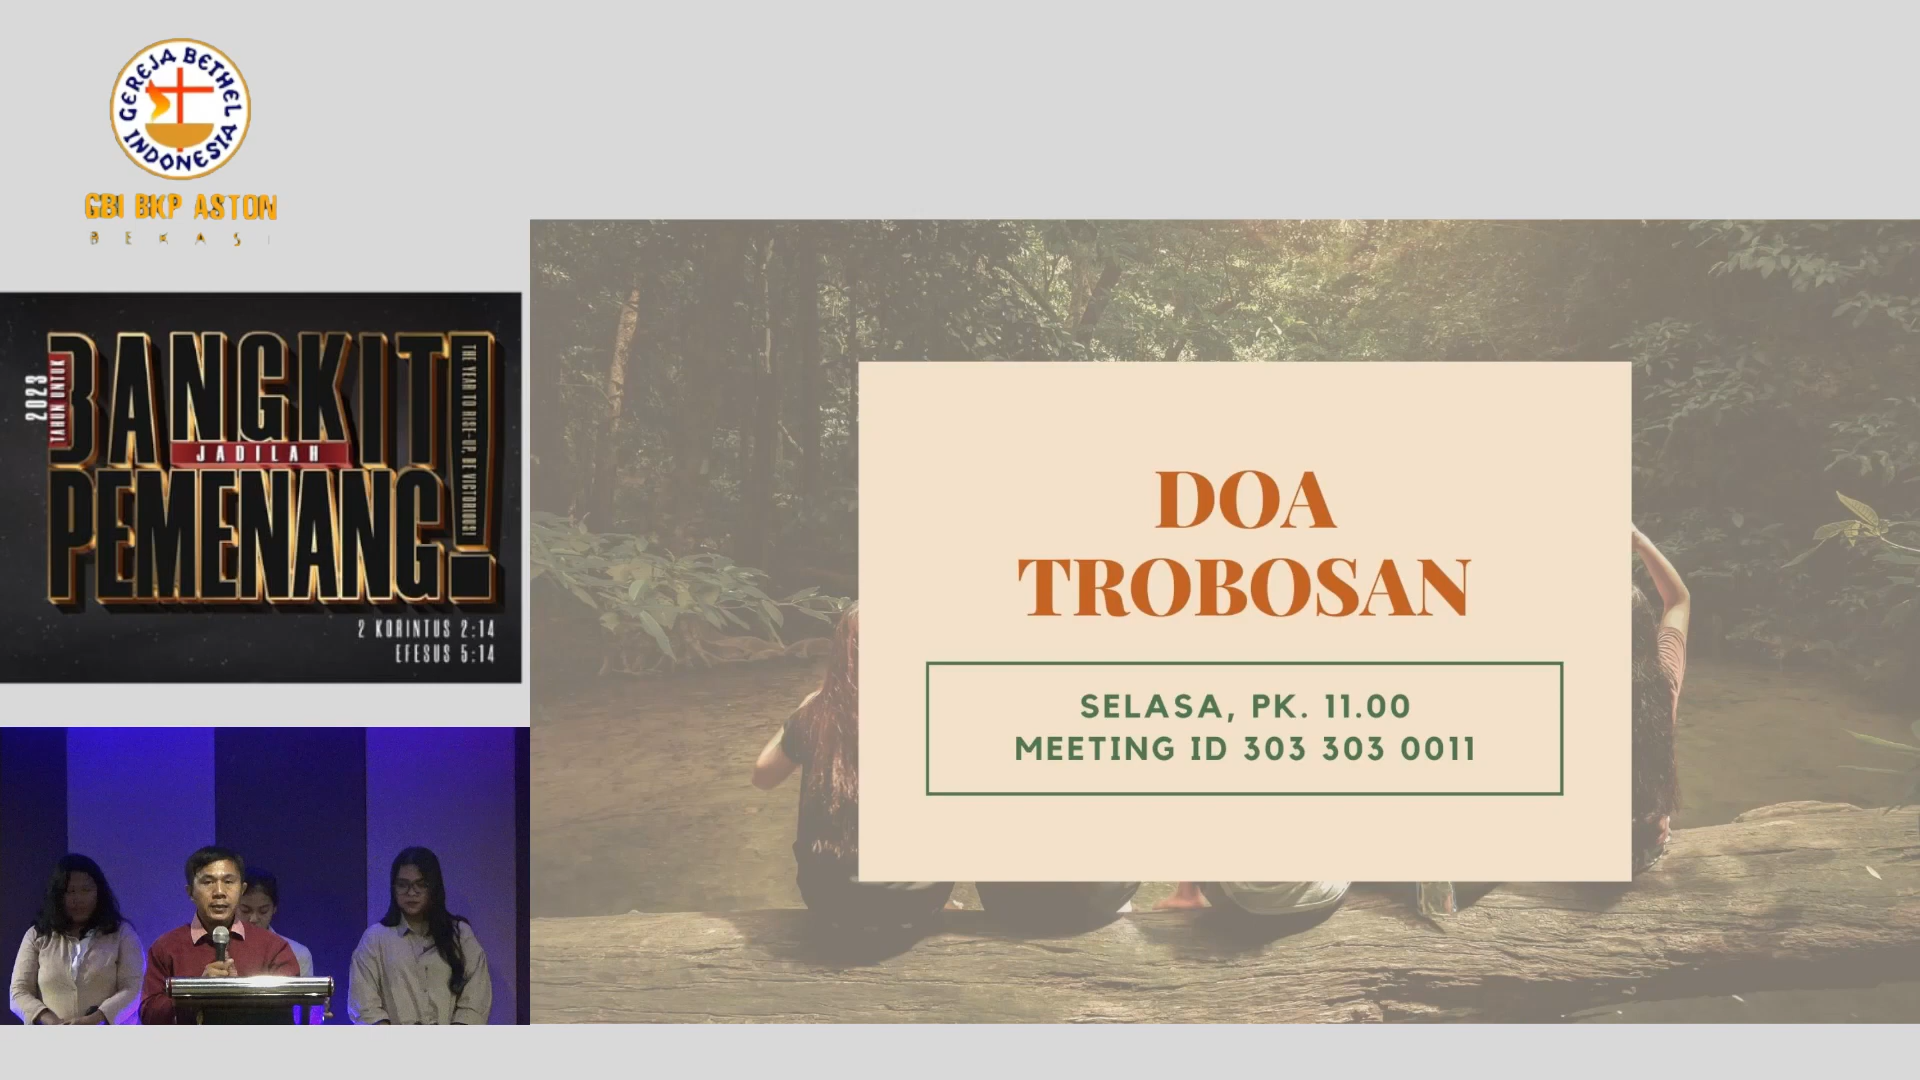 GEREJA BETHEL
INDONESIA
GBI BKP ASTON
BEKASI
2023
TAHUN UNTUK
BANGKIT!
JADILAH
PEMENANG
THE YEAR TO RISE-UP, BE VICTORIOUS!
2 KORINTUS 2:14
EFESUS 5:14
DOA
TROBOSAN
SELASA, PK. 11.00
MEETING ID 303 303 0011